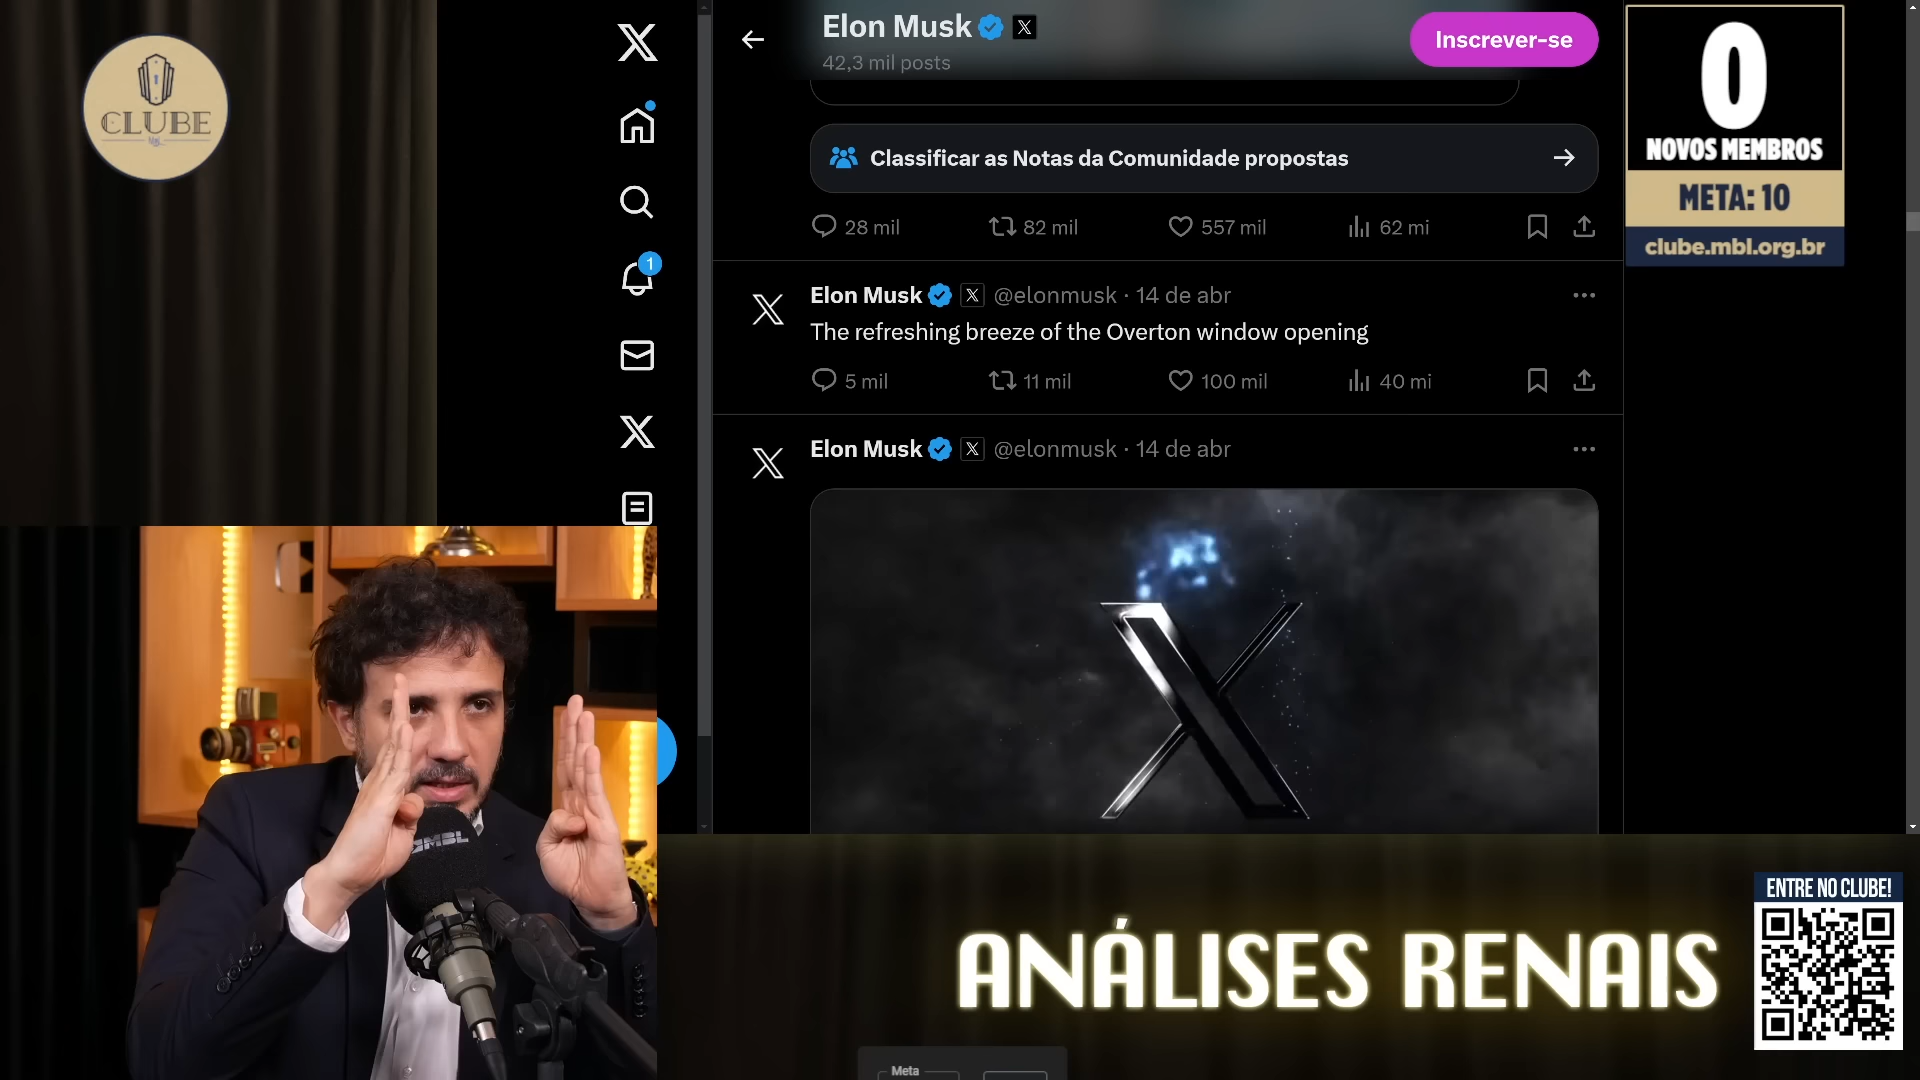 CLUBE
Elon Musk
42,3 mil posts
Inscrever-se
Classificar as Notas da Comunidade propostas
28 mil
82 mil
557 mil
62 mi
Elon Musk @elonmusk · 14 de abr
The refreshing breeze of the Overton window opening
5 mil
11 mil
100 mil
40 mi
Elon Musk @elonmusk · 14 de abr
1
0
NOVOS MEMBROS
META: 10
clube.mbl.org.br
MBL
ANÁLISES RENAIS
ENTRE NO CLUBE!
Meta